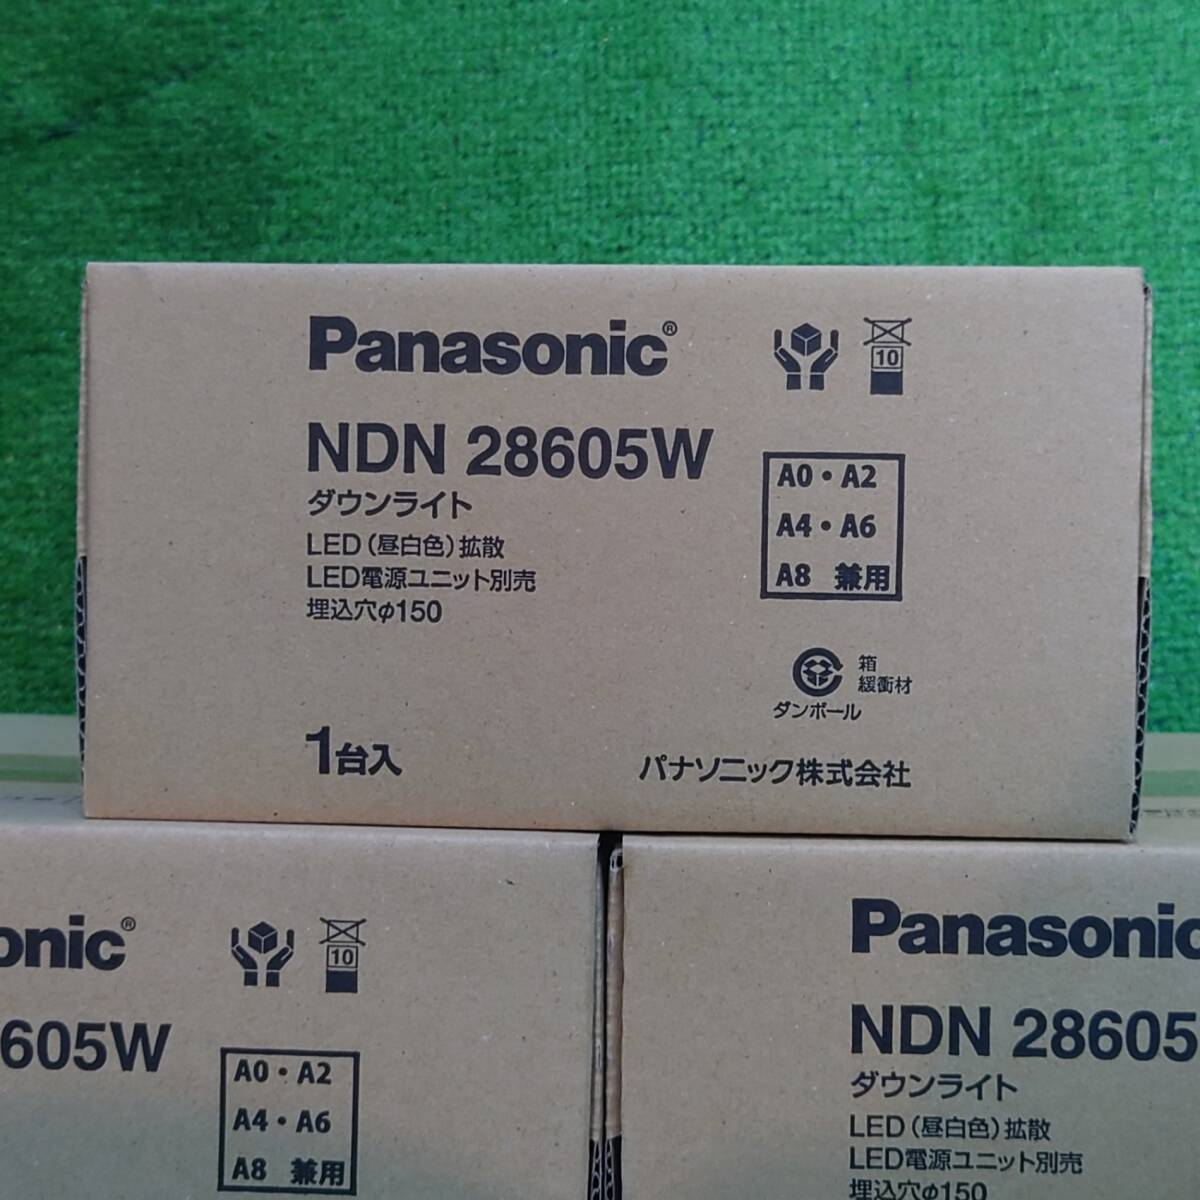 Panasonic®
10
NDN 28605W
ダウンライト
LED（昼白色）拡散
LED電源ユニット別売
埋込穴φ150
A0・A2
A4・A6
A8 兼用
箱
緩衝材
ダンボール
1台入
パナソニック株式会社
onic®
10
605W
A0・A2
A4・A6
A8 兼用
Panasonic
NDN 28605
ダウンライト
LED（昼白色）拡散
LED電源ユニット別売
埋込穴φ150